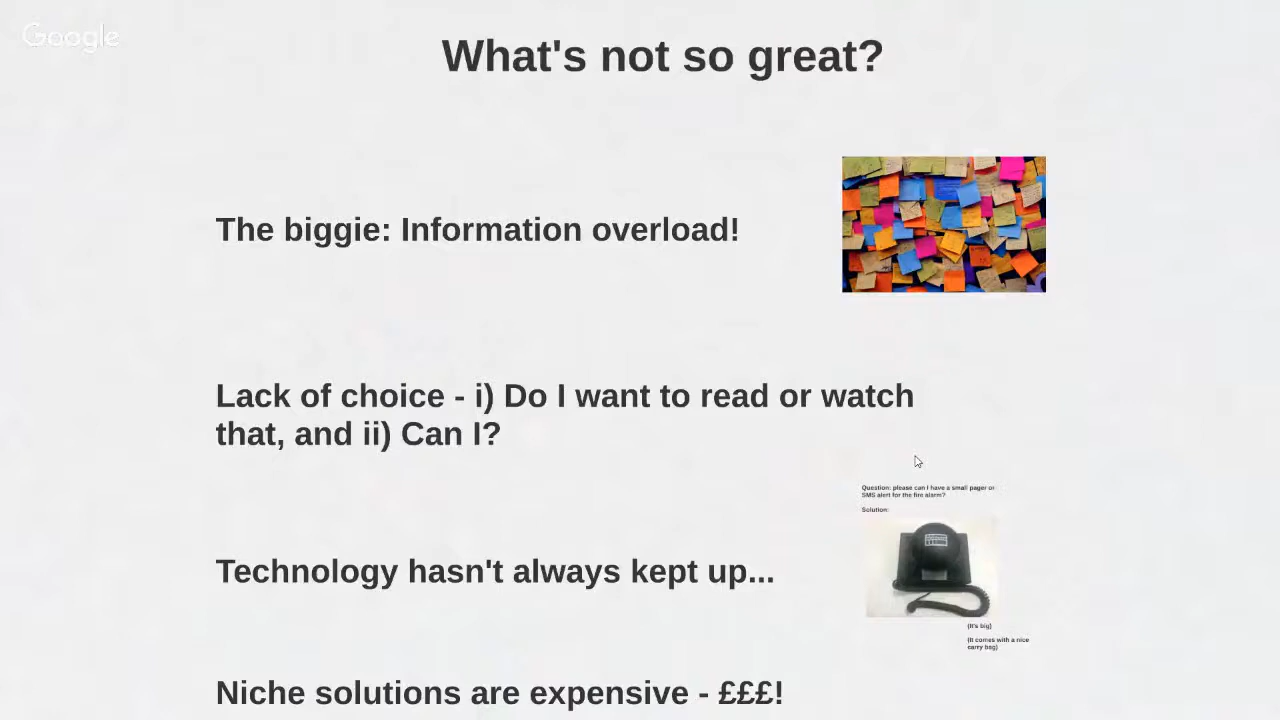 Google
What's not so great?
The biggie: Information overload!
Lack of choice - i) Do I want to read or watch
that, and ii) Can I?
Question: please can I have a small pager or
SMS alert for the fire alarm?
Solution:
Technology hasn't always kept up...
(It's big)
(It comes with a nice
carry bag)
Niche solutions are expensive - £££!